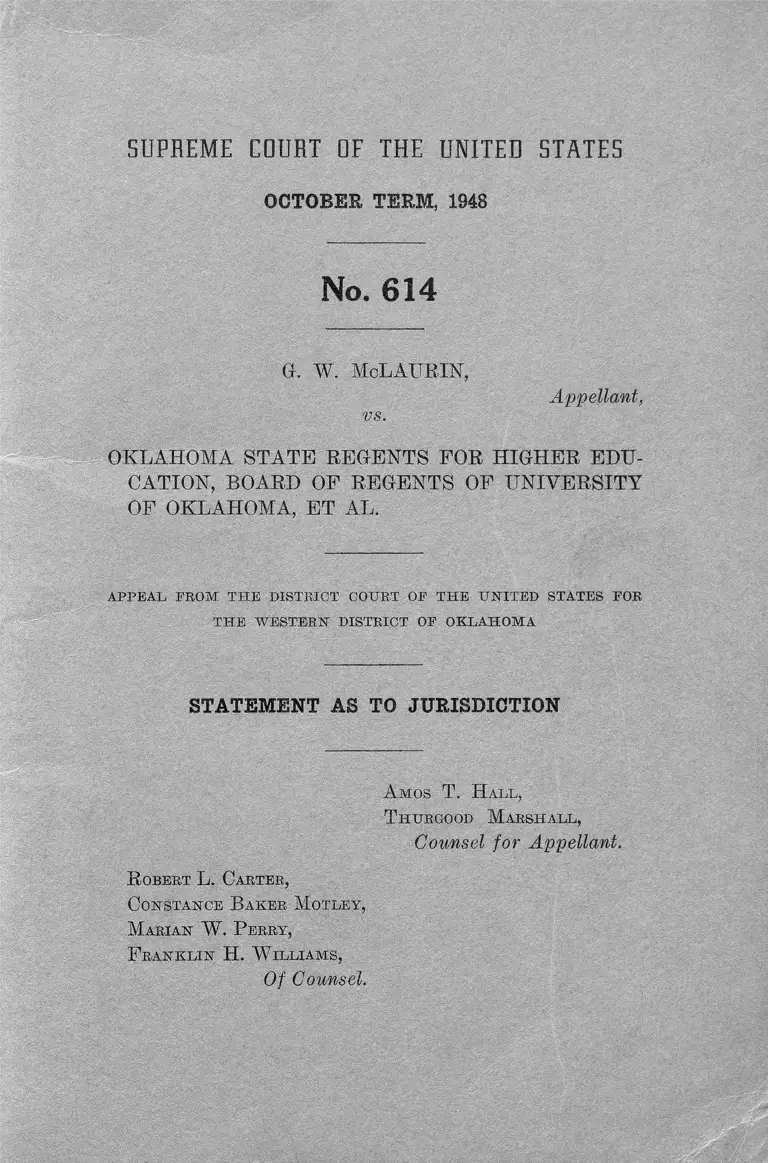 SUPREME COURT OF THE UNITED STATES
OCTOBER TERM, 1948
No. 614
G. W. McLAURIN,
Appellant,
vs.
OKLAHOMA STATE REGENTS FOR HIGHER EDU-
CATION, BOARD OF REGENTS OF UNIVERSITY
OF OKLAHOMA, ET AL.
APPEAL FROM THE DISTRICT COURT OF THE UNITED STATES FOR
THE WESTERN DISTRICT OF OKLAHOMA
STATEMENT AS TO JURISDICTION
AMOS T. HALL,
THURGOOD MARSHALL,
Counsel for Appellant.
ROBERT L. CARTER,
CONSTANCE BAKER MOTLEY,
MARIAN W. PERRY,
FRANKLIN H. WILLIAMS,
Of Counsel.